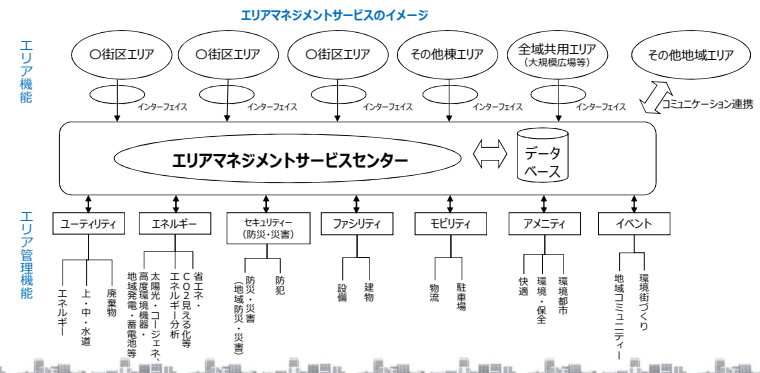 エリアマネジメントサービスのイメージ
エリア機能
〇街区エリア
〇街区エリア
〇街区エリア
その他棟エリア
全域共用エリア
（大規模広場等）
その他地域エリア
インターフェイス
インターフェイス
インターフェイス
インターフェイス
インターフェイス
コミュニケーション連携
エリアマネジメントサービスセンター
データ
ベース
エリア管理機能
ユーティリティ
エネルギー
セキュリティー
（防災・災害）
ファシリティ
モビリティ
アメニティ
イベント
エネルギー
上・中・水道
廃棄物
省エネ・
CO2見える化等
エネルギー分析
太陽光・コージェネ、
高度環境機器・
地域発電・蓄電池等
防災・災害
（地域防災・災害）
防犯
設備
建物
物流
駐車場
快適
環境・保全
環境都市
地域コミュニティー
環境街づくり